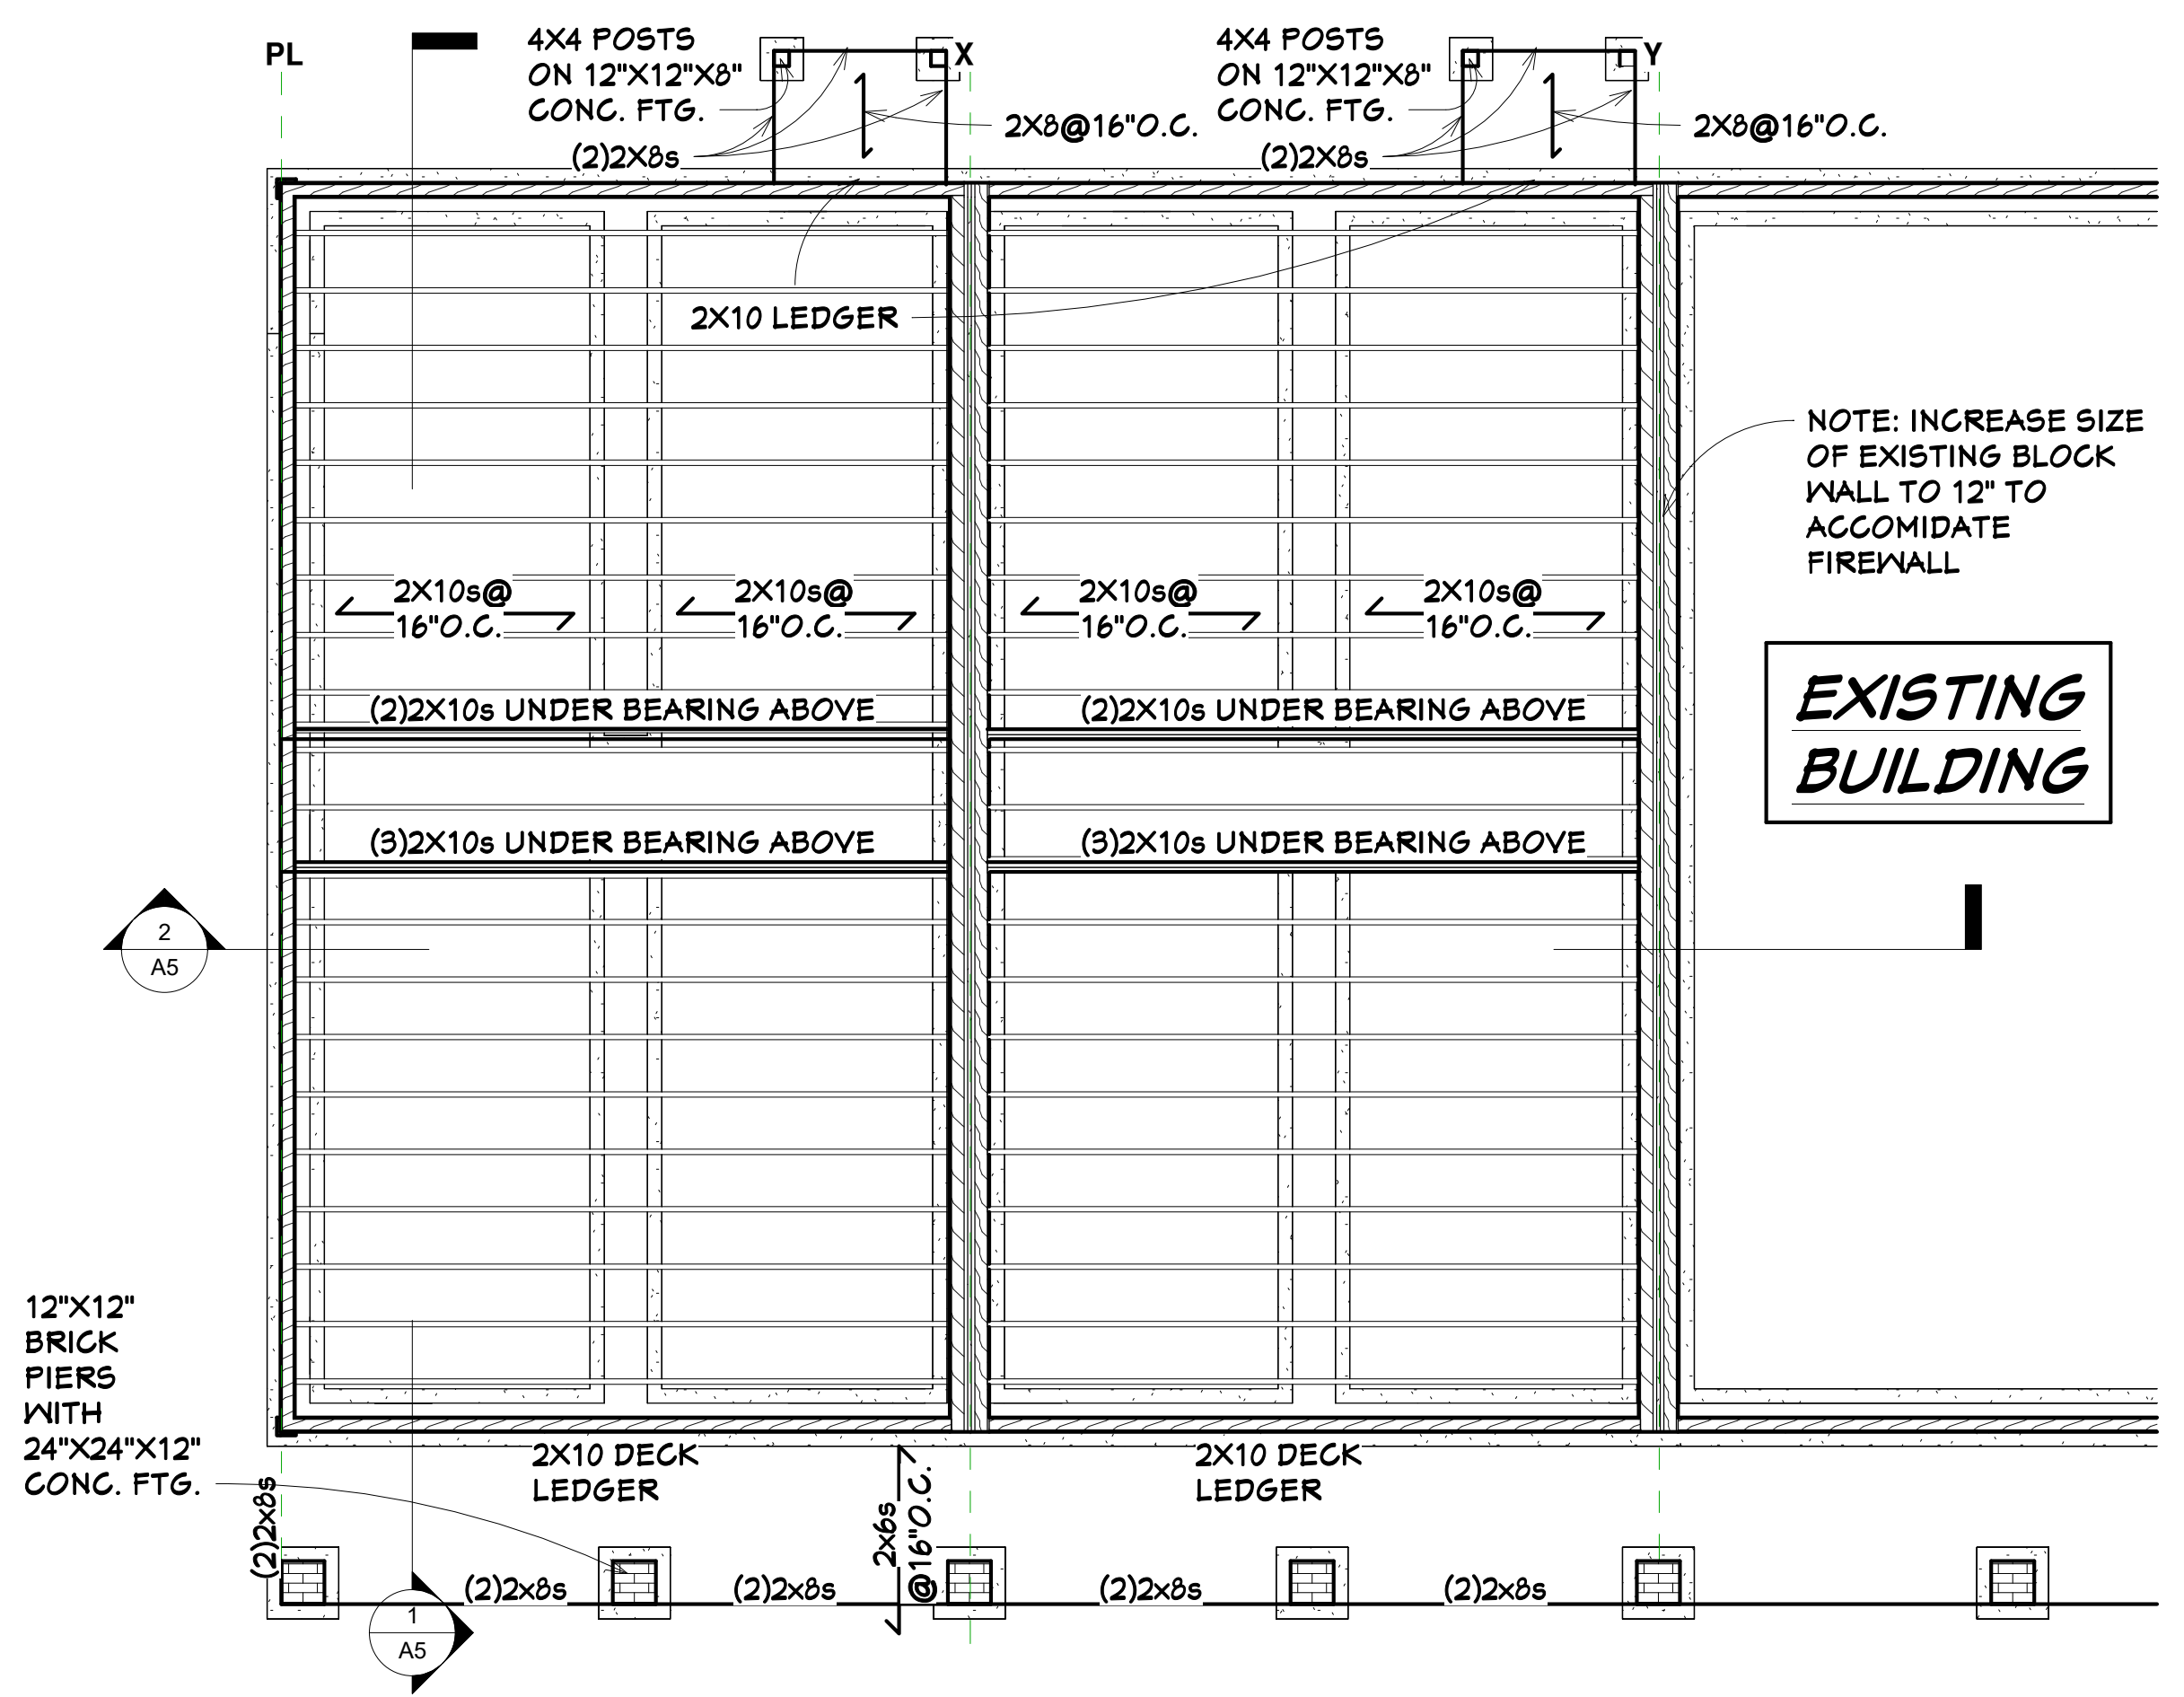 PL
4X4 POSTS
ON 12"X12"X8"
CONC. FTG.
(2)2X8s
X
2X8@16"O.C.
4X4 POSTS
ON 12"X12"X8"
CONC. FTG.
(2)2X8s
Y
2X8@16"O.C.
2X10 LEDGER
NOTE: INCREASE SIZE
OF EXISTING BLOCK
WALL TO 12" TO
ACCOMIDATE
FIREWALL
2X10s@
16"O.C.
2X10s@
16"O.C.
2X10s@
16"O.C.
2X10s@
16"O.C.
EXISTING
BUILDING
(2)2X10s UNDER BEARING ABOVE
(2)2X10s UNDER BEARING ABOVE
(3)2X10s UNDER BEARING ABOVE
(3)2X10s UNDER BEARING ABOVE
2
A5
12"X12"
BRICK
PIERS
WITH
24"X24"X12"
CONC. FTG.
2X10 DECK
LEDGER
2X10 DECK
LEDGER
(2)2x8s
2x6s
@16"O.C.
(2)2x8s
(2)2x8s
(2)2x8s
(2)2x8s
1
A5